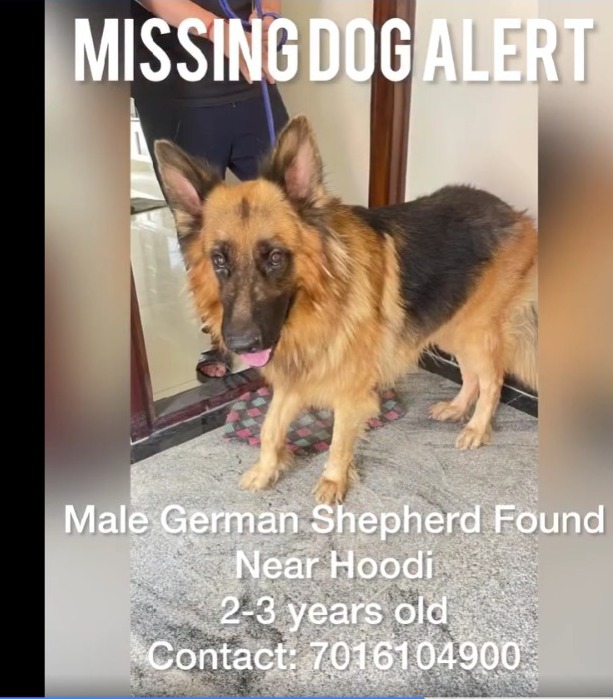 MISSING DOG ALERT
Male German Shepherd Found
Near Hoodi
2-3 years old
Contact: 7016104900